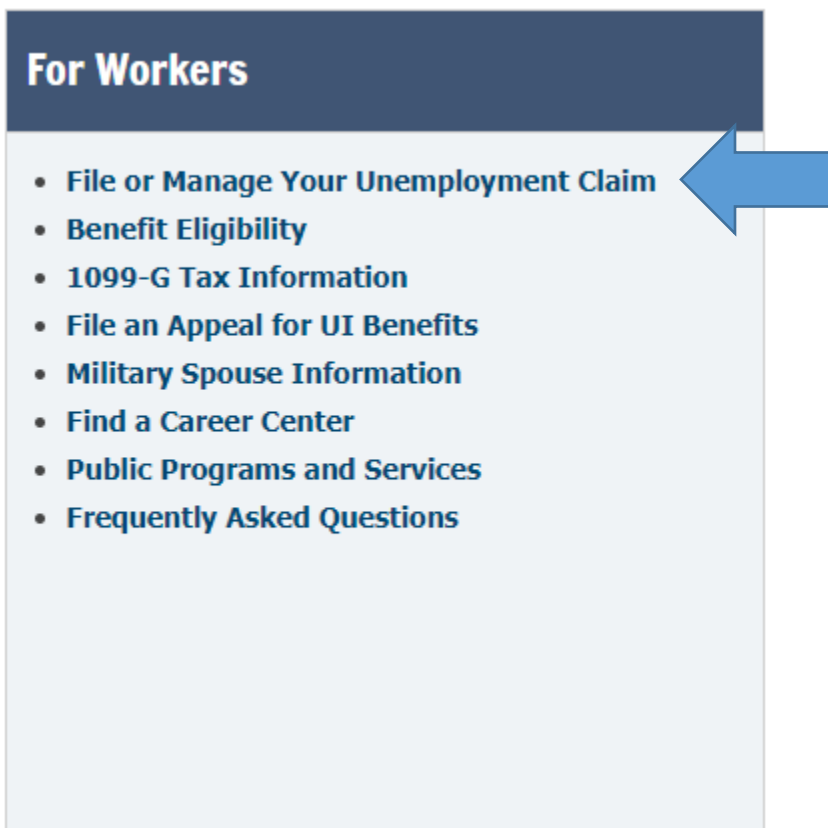 For Workers
File or Manage Your Unemployment Claim
Benefit Eligibility
1099-G Tax Information
File an Appeal for UI Benefits
Military Spouse Information
Find a Career Center
Public Programs and Services
Frequently Asked Questions